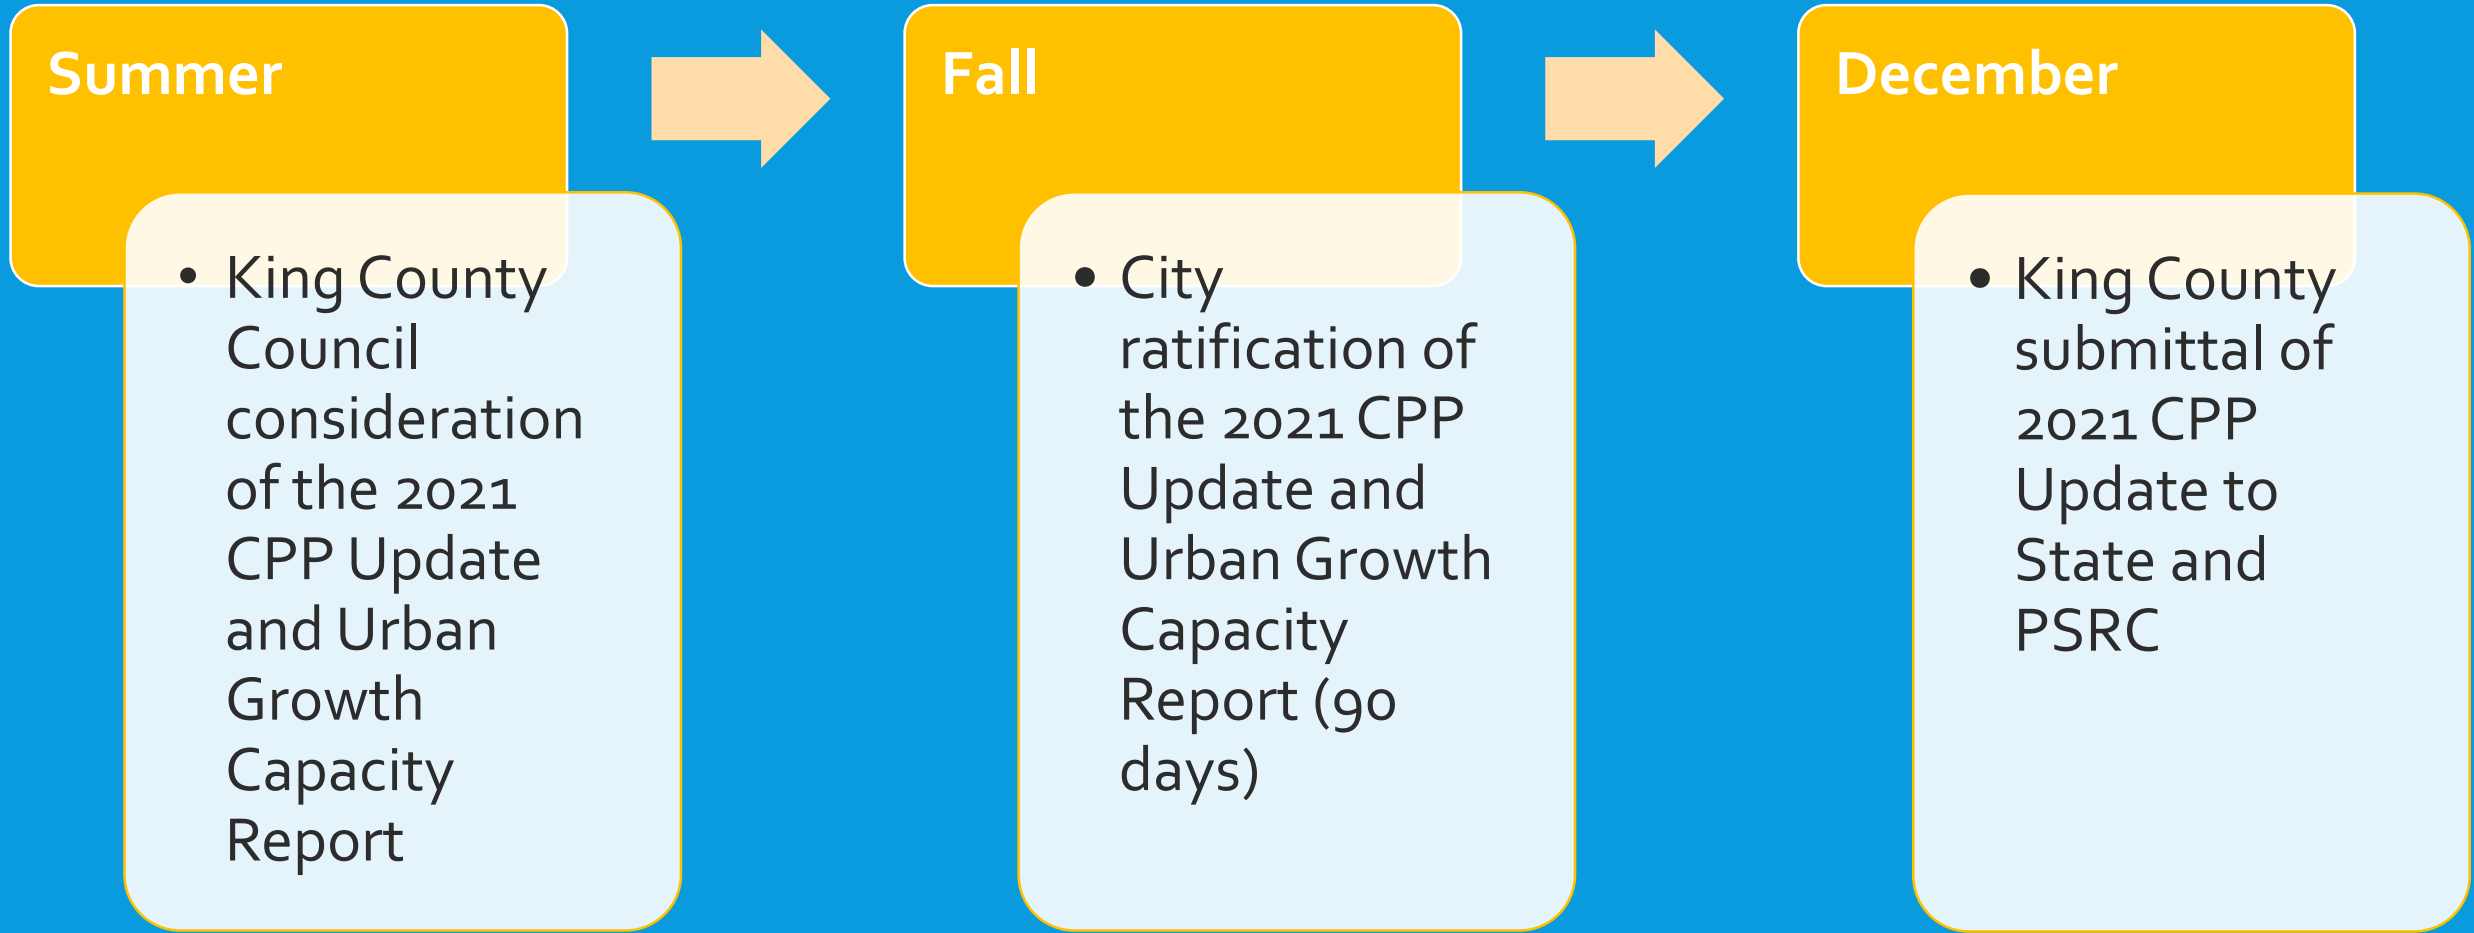 Summer
• King County
Council
consideration
of the 2021
CPP Update
and Urban
Growth
Capacity
Report
Fall
• City
ratification of
the 2021 CPP
Update and
Urban Growth
Capacity
Report (90
days)
December
• King County
submittal of
2021 CPP
Update to
State and
PSRC